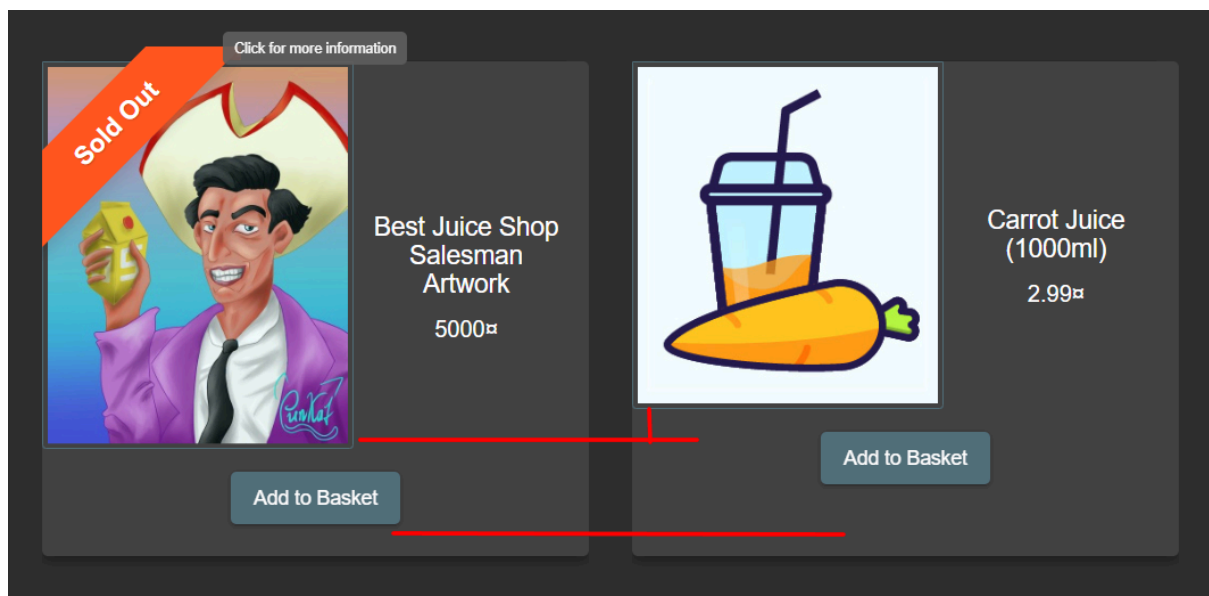 Click for more information
Sold Out
Best Juice Shop
Salesman
Artwork
5000¤
Add to Basket
Carrot Juice
(1000ml)
2.99¤
Add to Basket